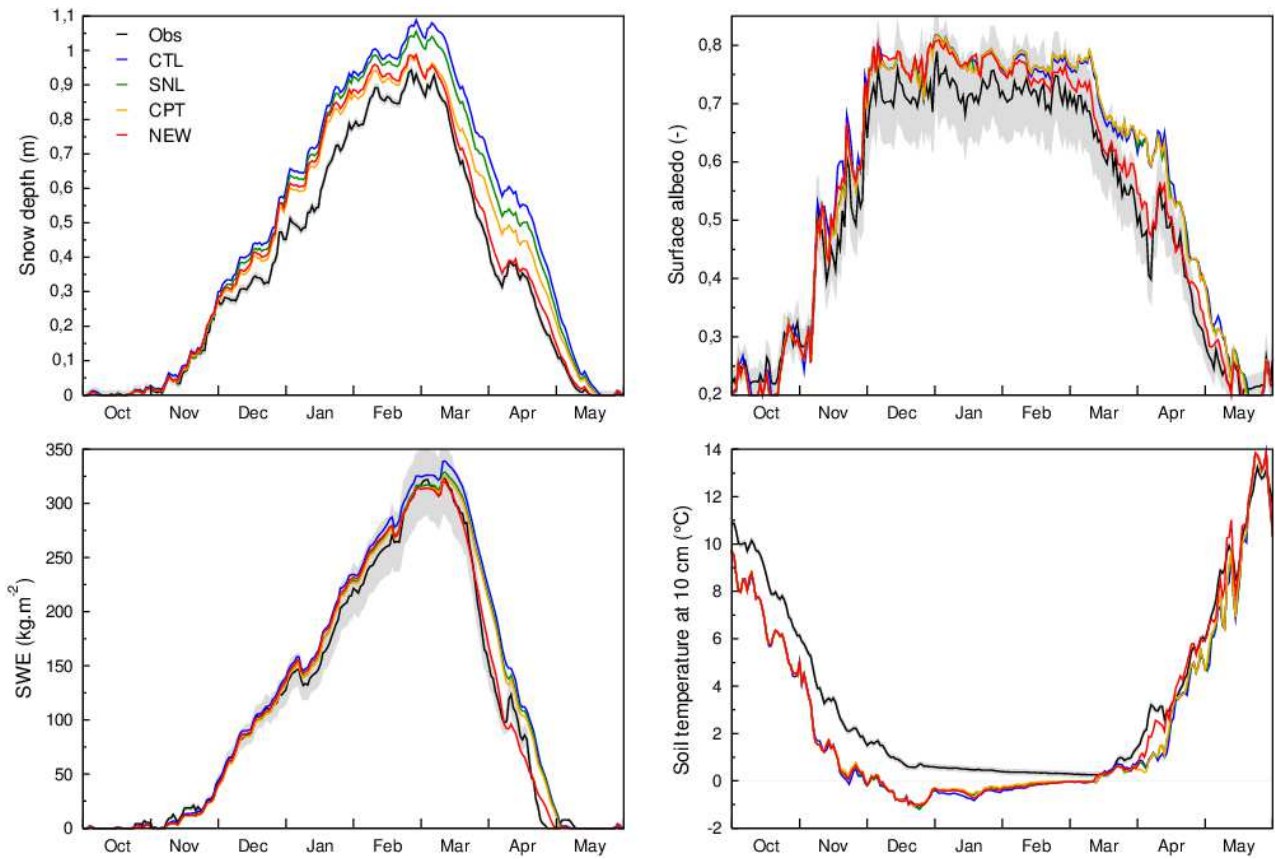 1,1
1
0,9
0,8
0,7
0,6
0,5
0,4
0,3
0,2
0,1
0
Snow depth (m)
Obs
CTL
SNL
CPT
NEW
Oct Nov Dec Jan Feb Mar Apr May
0,8
0,7
0,6
0,5
0,4
0,3
0,2
Surface albedo (-)
Oct Nov Dec Jan Feb Mar Apr May
350
300
250
200
150
100
50
0
SWE (kg.m-2)
Oct Nov Dec Jan Feb Mar Apr May
14
12
10
8
6
4
2
0
-2
Soil temperature at 10 cm (°C)
Oct Nov Dec Jan Feb Mar Apr May